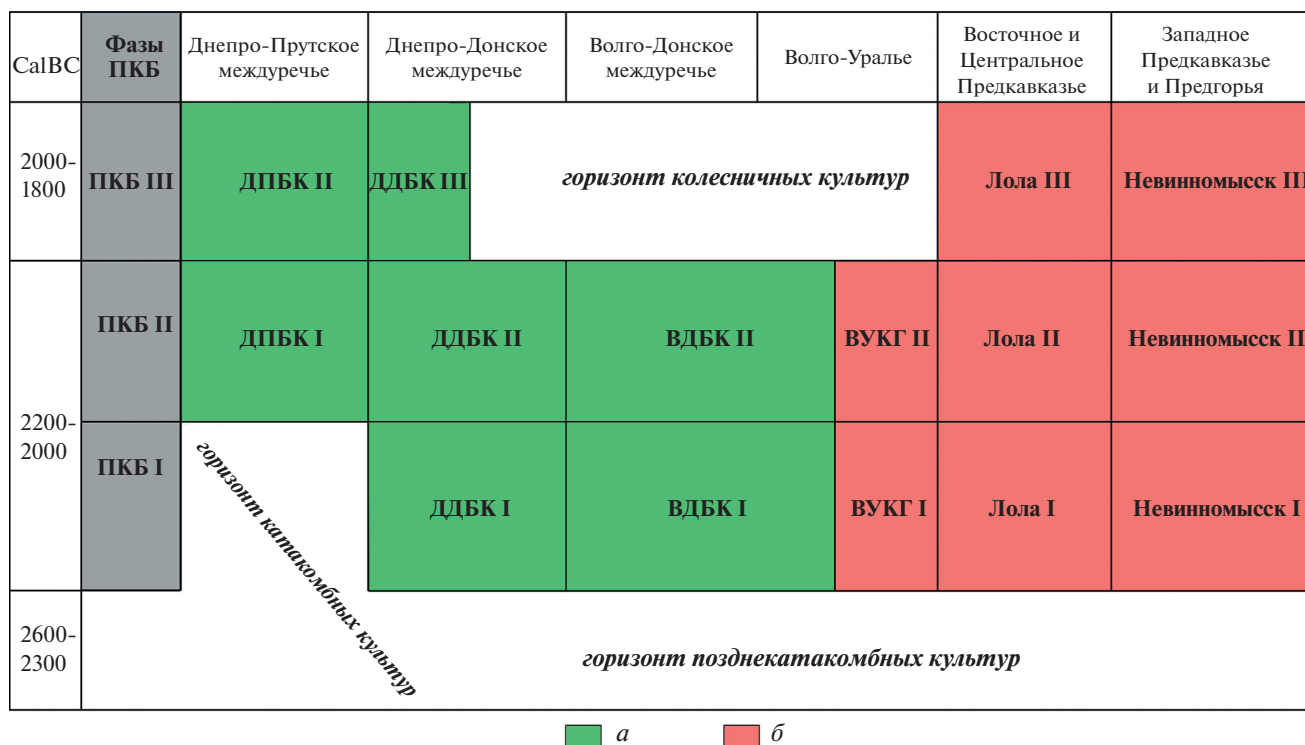 CalBC
Фазы
ПКБ
Днепро-Прутское
междуречье
Днепро-Донское
междуречье
Волго-Донское
междуречье
Волго-Уралье
Восточное и
Центральное
Предкавказье
Западное
Предкавказье
и Предгорья
2000-
1800
ПКБ III
ДПБК II
ДДБК III
горизонт колесничных культур
Лола III
Невинномысск III
2200-
2000
ПКБ II
ДПБК I
ДДБК II
ВДБК II
ВУКГ II
Лола II
Невинномысск II
ПКБ I
горизонт катакомбных культур
ДДБК I
ВДБК I
ВУКГ I
Лола I
Невинномысск I
2600-
2300
горизонт позднекатакомбных культур
а
б